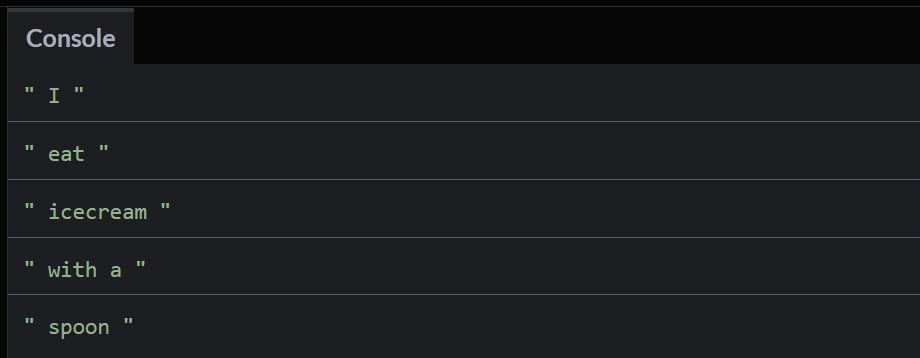 Console
" I "
" eat "
" icecream "
" with a "
" spoon "